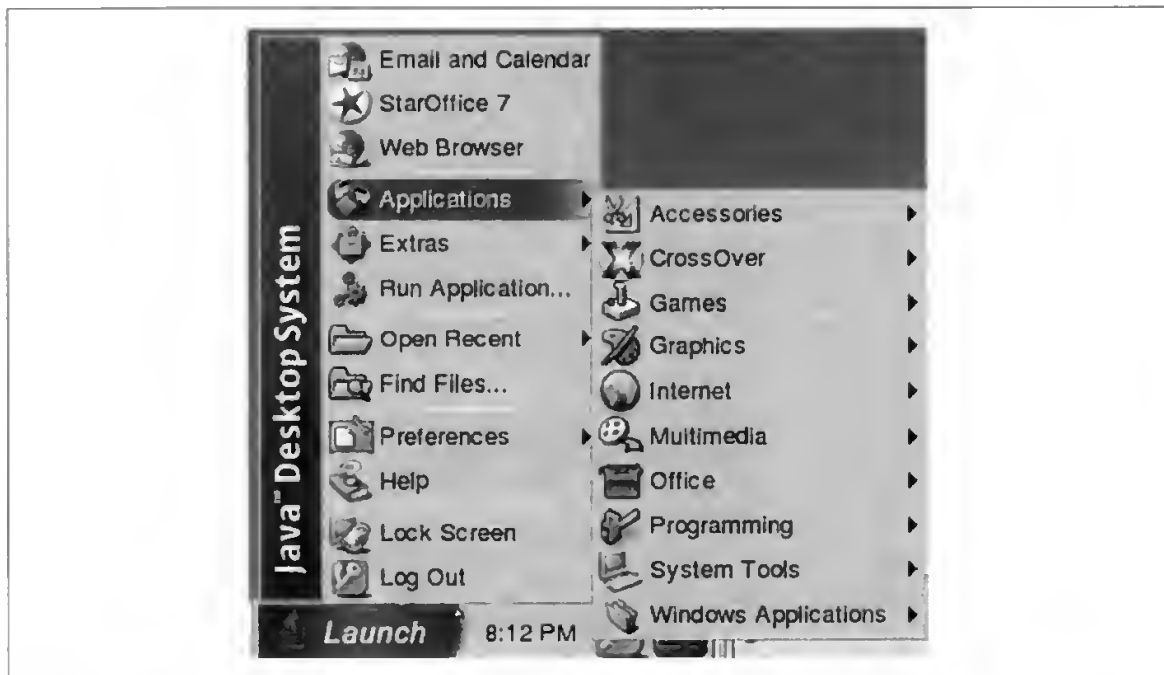 Java™ Desktop System
Email and Calendar
StarOffice 7
Web Browser
Applications
Extras
Run Application...
Open Recent
Find Files...
Preferences
Help
Lock Screen
Log Out
Accessories
CrossOver
Games
Graphics
Internet
Multimedia
Office
Programming
System Tools
Windows Applications
Launch
8:12 PM